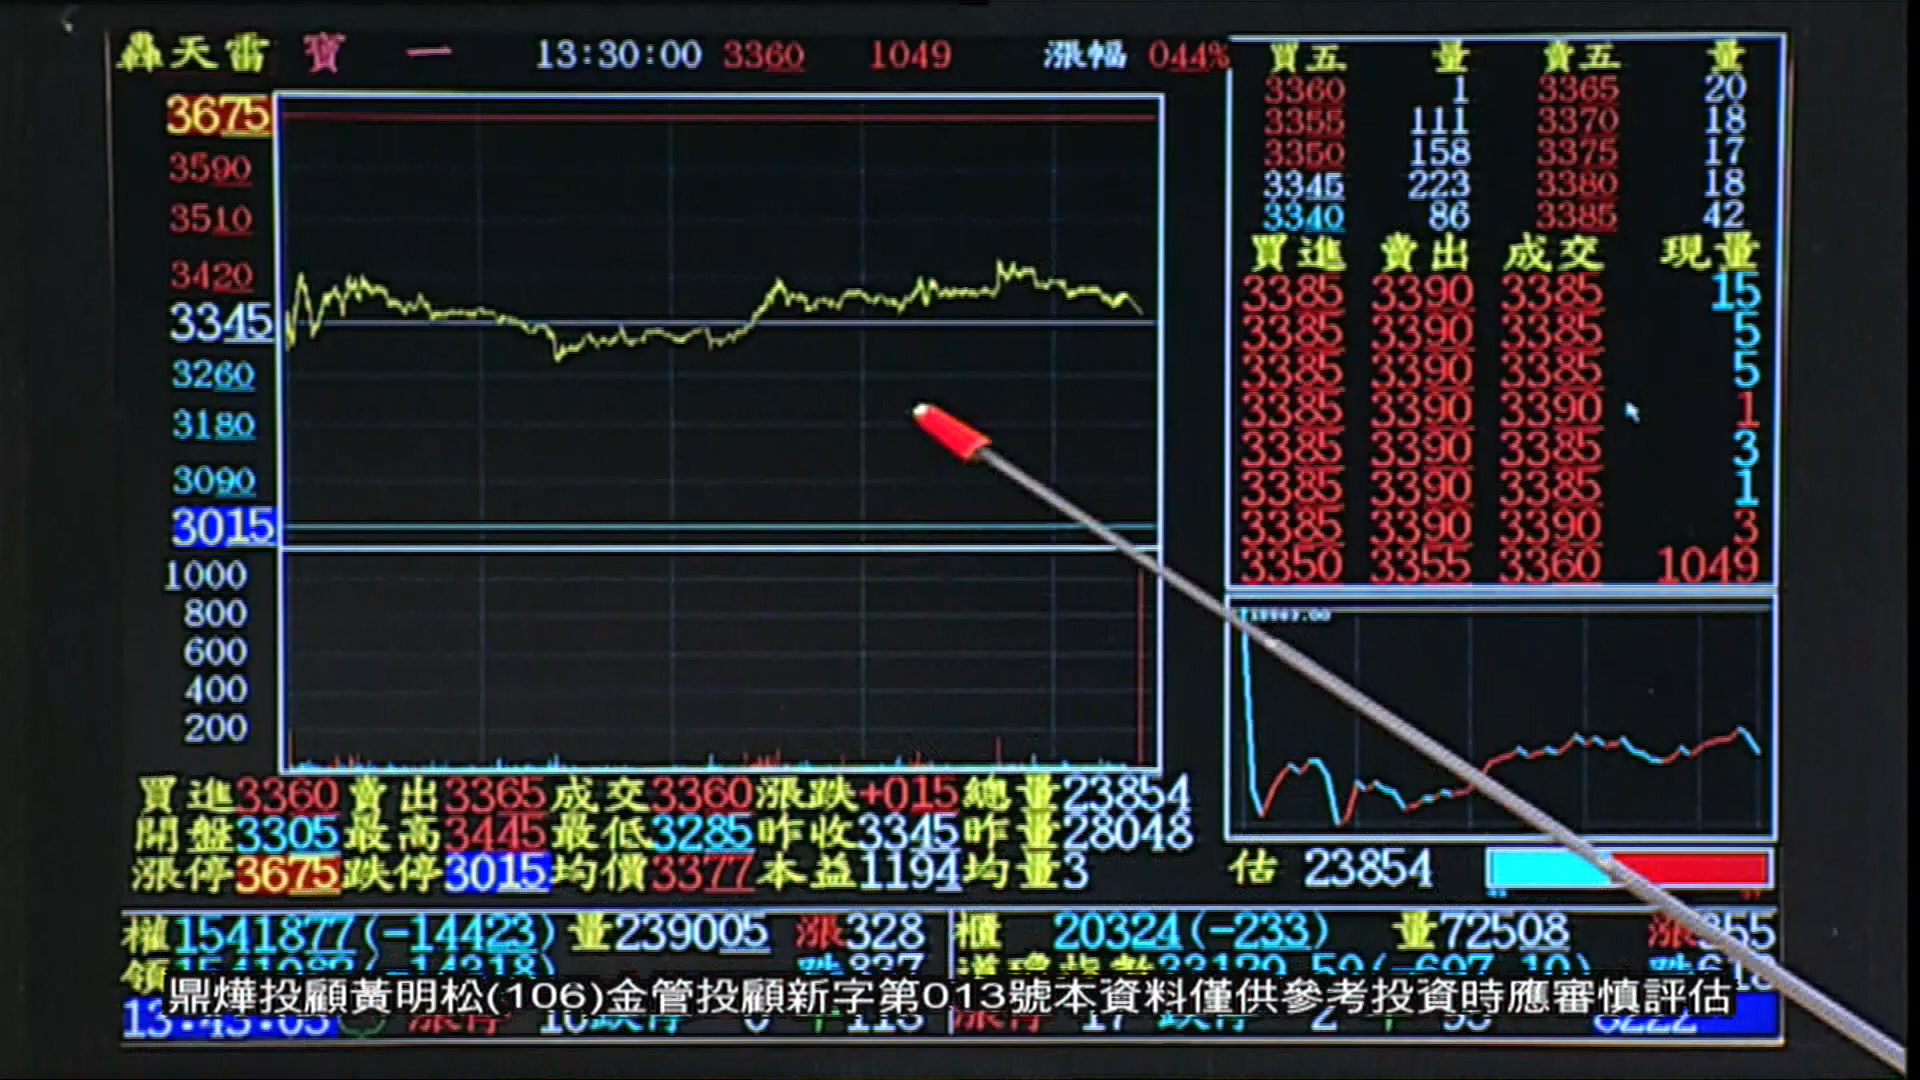 轟天雷 寶 一 13:30:00 3360 1049 漲幅 044%
3675
3590
3510
3420
3345
3260
3180
3090
3015
1000
800
600
400
200
買五 量 賣五 量
3360 1 3365 20
3355 111 3370 18
3350 158 3375 17
3345 223 3380 18
3340 86 3385 42
買進 賣出 成交 現量
3385 3390 3385 15
3385 3390 3385 5
3385 3390 3385 5
3385 3390 3390 1
3385 3390 3385 3
3385 3390 3385 1
3385 3390 3390 3
3350 3355 3360 1049
買進3360 賣出3365 成交3360 漲跌+015 總量23854
開盤3305 最高3445 最低3285 昨收3345 昨量28048
漲停3675 跌停3015 均價3377 本益1194 均量3
估 23854
權1541877(-14423) 量239005 漲328
櫃 20324(-233) 量72508 漲355
鼎燁投顧黃明松(106)金管投顧新字第013號本資料僅供參考投資時應審慎評估